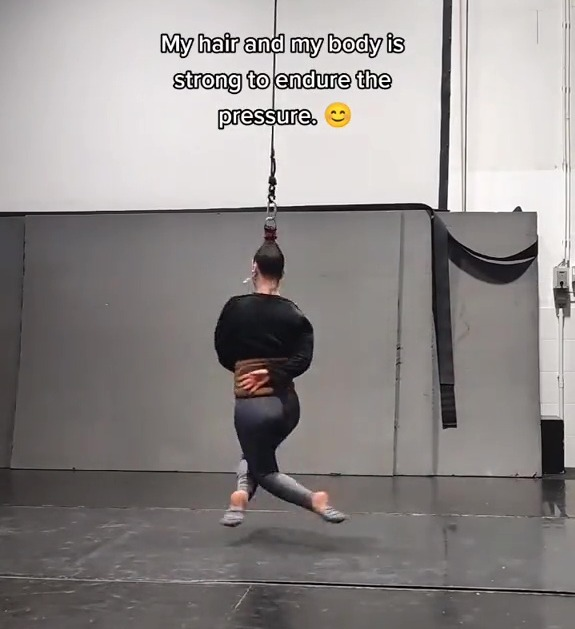 My hair and my body is
strong to endure the
pressure. 😊